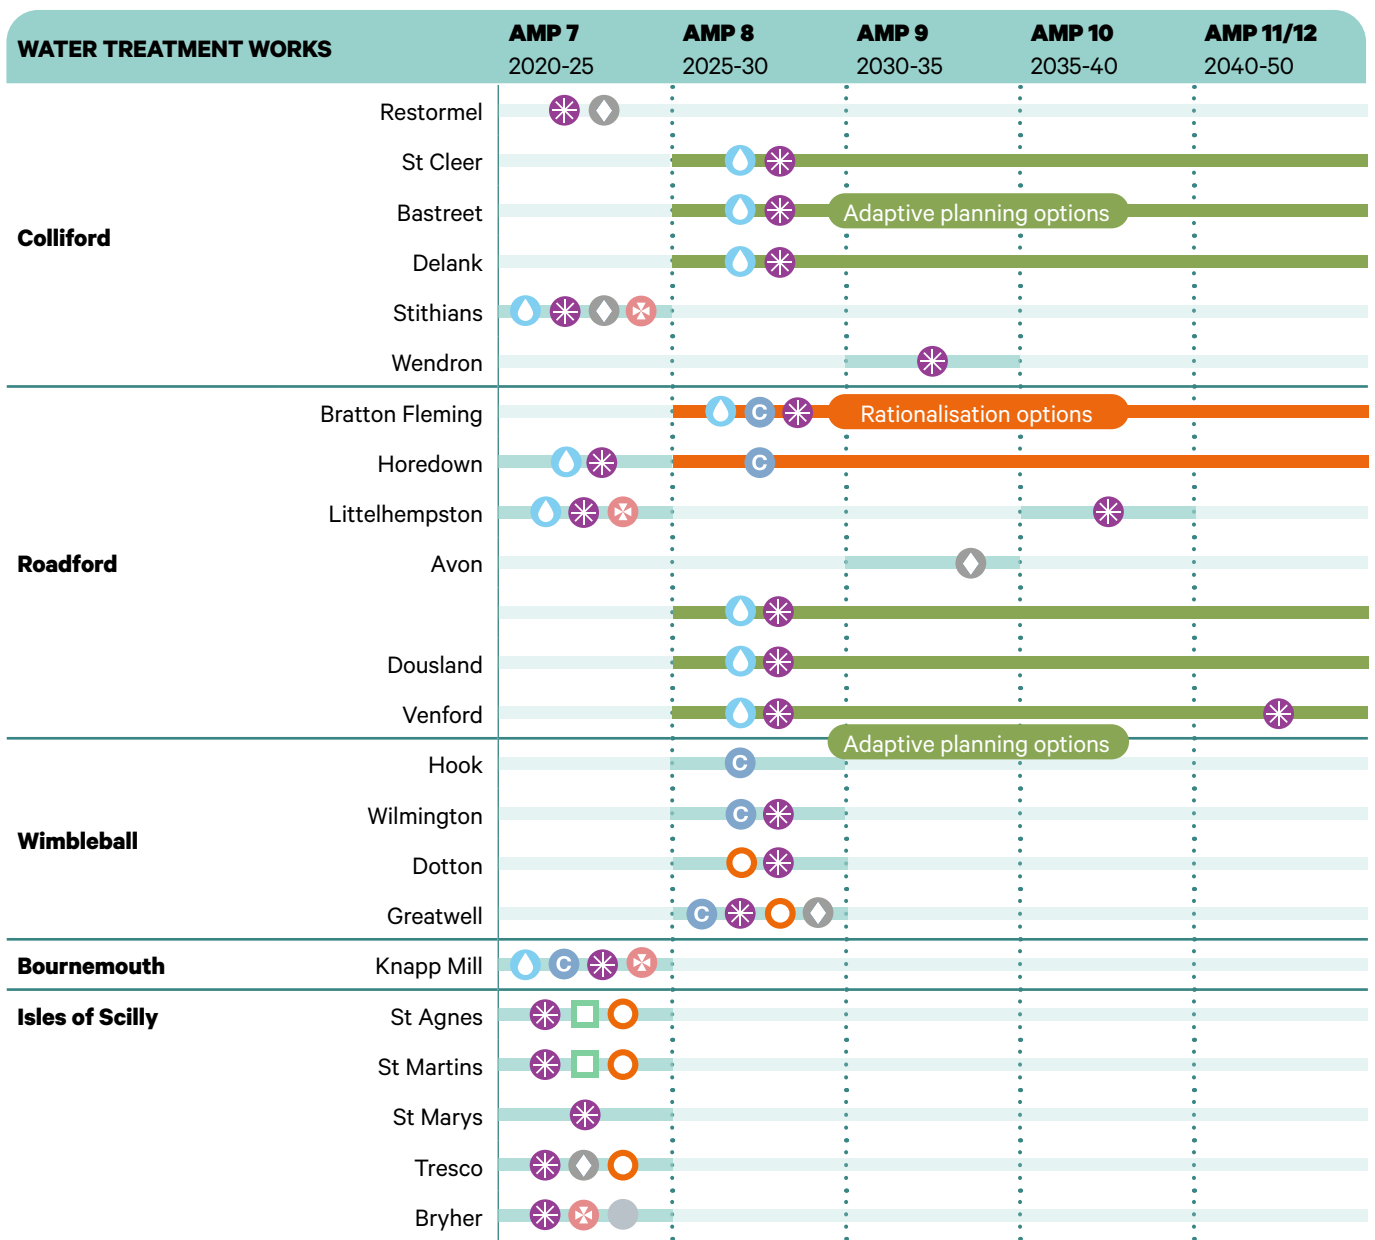 WATER TREATMENT WORKS
AMP 7
2020-25
AMP 8
2025-30
AMP 9
2030-35
AMP 10
2035-40
AMP 11/12
2040-50
Colliford
Restormel
St Cleer
Bastreet
Adaptive planning options
Delank
Stithians
Wendron
Roadford
Bratton Fleming
C
Rationalisation options
Horedown
C
Littelhempston
Avon
Dousland
Venford
Adaptive planning options
Wimbleball
Hook
C
Wilmington
C
Dotton
Greatwell
C
Bournemouth
Knapp Mill
C
Isles of Scilly
St Agnes
St Martins
St Marys
Tresco
Bryher